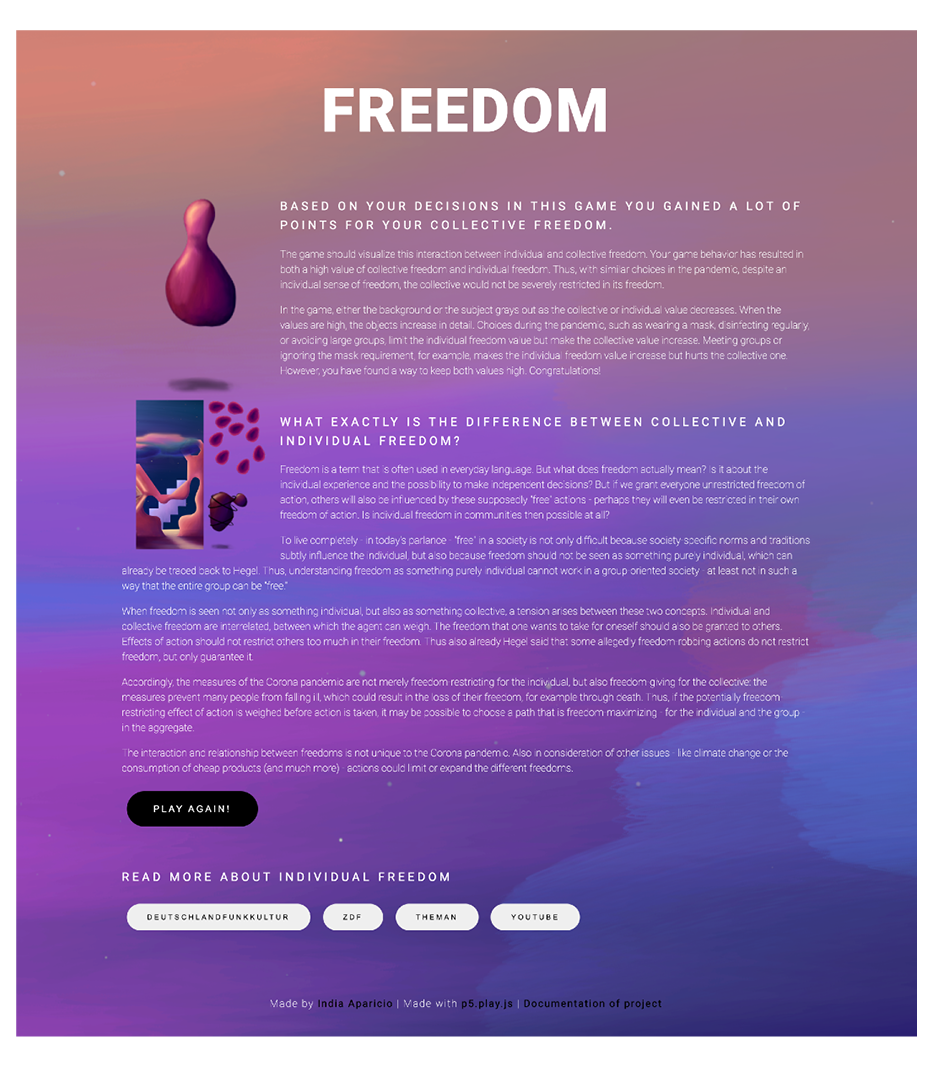 FREEDOM
BASED ON YOUR DECISIONS IN THIS GAME YOU GAINED A LOT OF
POINTS FOR YOUR COLLECTIVE FREEDOM.
The game should visualize this interaction between individual and collective freedom. Your game behavior has resulted in
both a high value of collective freedom and individual freedom. Thus, with similar choices in the pandemic, despite an
individual sense of freedom, the collective would not be severely restricted in its freedom.
In the game, either the background or the subject grays out as the collective or individual value decreases. When the
values are high, the objects increase in detail. Choices during the pandemic, such as wearing a mask, disinfecting regularly,
or avoiding large groups, limit the individual freedom value but make the collective value increase. Meeting groups or
ignoring the mask requirement, for example, makes the individual freedom value increase but hurts the collective one.
However, you have found a way to keep both values high. Congratulations!
WHAT EXACTLY IS THE DIFFERENCE BETWEEN COLLECTIVE AND
INDIVIDUAL FREEDOM?
Freedom is a term that is often used in everyday language. But what does freedom actually mean? Is it about the
individual experience and the possibility to make independent decisions? But if we grant everyone unrestricted freedom of
action, others will also be influenced by these supposedly "free" actions - perhaps they will even be restricted in their own
freedom of action. Is individual freedom in communities then possible at all?
To live completely - in today's parlance - "free" in a society is not only difficult because society-specific norms and traditions
subtly influence the individual, but also because freedom should not be seen as something purely individual, which can
already be traced back to Hegel. Thus, understanding freedom as something purely individual cannot work in a group-oriented society - at least not in such a
way that the entire group can be "free."
When freedom is seen not only as something individual, but also as something collective, a tension arises between these two concepts. Individual and
collective freedom are interrelated, between which the agent can weigh. The freedom that one wants to take for oneself should also be granted to others.
Effects of action should not restrict others too much in their freedom. Thus also already Hegel said that some allegedly freedom-robbing actions do not restrict
freedom, but only guarantee it.
Accordingly, the measures of the Corona pandemic are not merely freedom-restricting for the individual, but also freedom-giving for the collective: the
measures prevent many people from falling ill, which could result in the loss of their freedom, for example through death. Thus, if the potentially freedom-
restricting effect of action is weighed before action is taken, it may be possible to choose a path that is freedom-maximizing - for the individual and the group -
in the aggregate.
The interaction and relationship between freedoms is not unique to the Corona pandemic. Also in consideration of other issues - like climate change or the
consumption of cheap products (and much more) - actions could limit or expand the different freedoms.
PLAY AGAIN!
READ MORE ABOUT INDIVIDUAL FREEDOM
DEUTSCHLANDFUNKKULTUR ZDF THEMAN YOUTUBE
Made by India Aparicio | Made with p5.play.js | Documentation of project